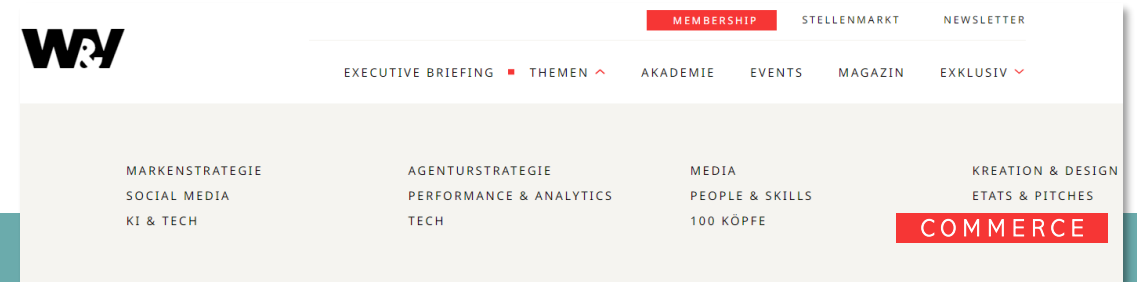 MEMBERSHIP STELLENMARKT NEWSLETTER
W&V
EXECUTIVE BRIEFING THEMEN AKADEMIE EVENTS MAGAZIN EXKLUSIV
MARKENSTRATEGIE AGENTURSTRATEGIE MEDIA KREATION & DESIGN
SOCIAL MEDIA PERFORMANCE & ANALYTICS PEOPLE & SKILLS ETATS & PITCHES
KI & TECH TECH 100 KÖPFE COMMERCE